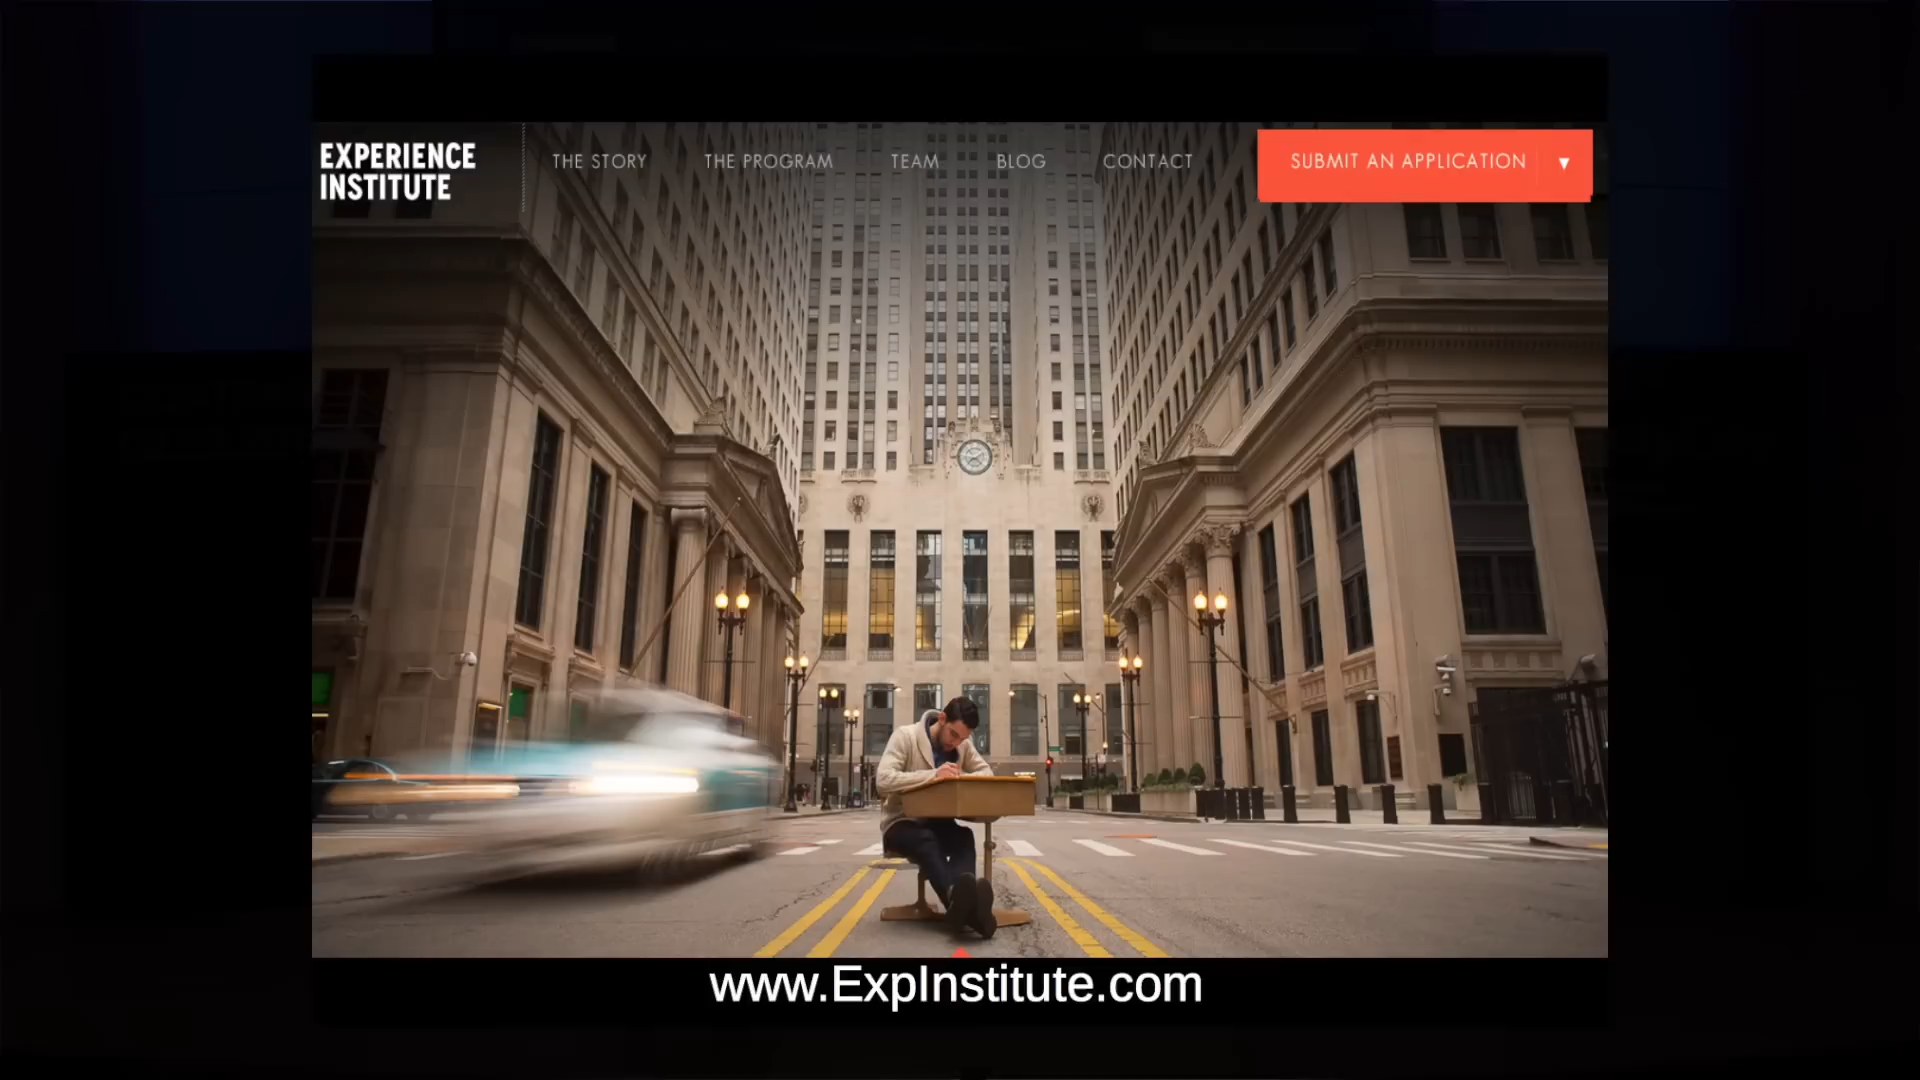 EXPERIENCE
INSTITUTE
THE STORY
THE PROGRAM
TEAM
BLOG
CONTACT
SUBMIT AN APPLICATION
www.ExpInstitute.com